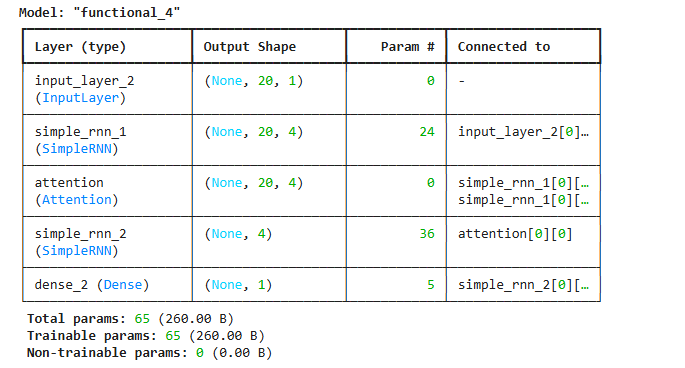 Model: "functional_4"
Layer (type) Output Shape Param # Connected to
input_layer_2 (None, 20, 1) 0 -
(InputLayer)
simple_rnn_1 (None, 20, 4) 24 input_layer_2[0]…
(SimpleRNN)
attention (None, 20, 4) 0 simple_rnn_1[0][…
(Attention) simple_rnn_1[0][…
simple_rnn_2 (None, 4) 36 attention[0][0]
(SimpleRNN)
dense_2 (Dense) (None, 1) 5 simple_rnn_2[0][…
Total params: 65 (260.00 B)
Trainable params: 65 (260.00 B)
Non-trainable params: 0 (0.00 B)